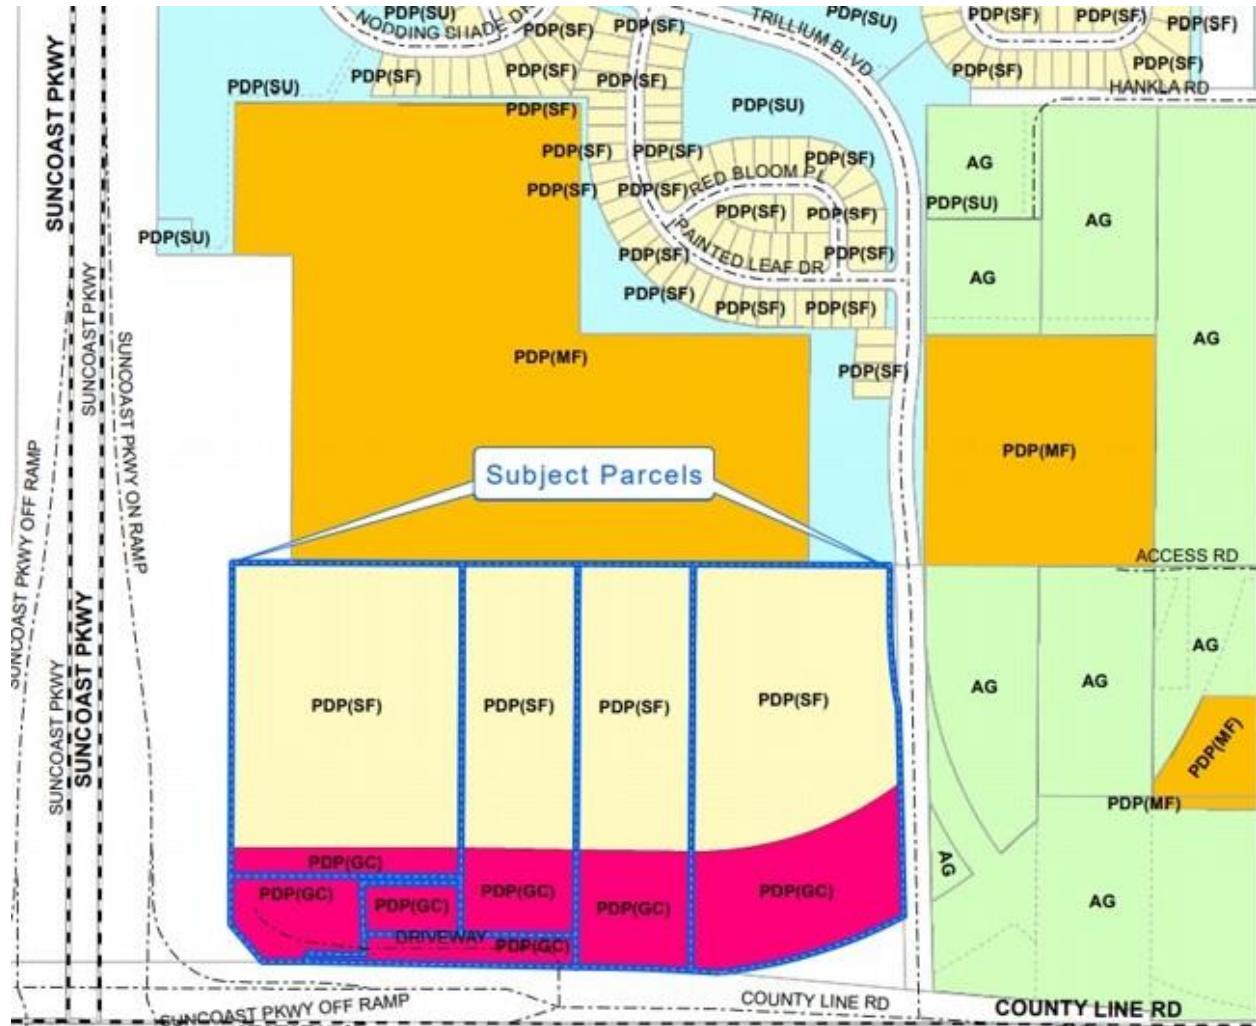 PDP(SU)
NODDING SHADE DR
PDP(SF)
PDP(SF)
TRILLIUM BLVD
PDP(SU)
PDP(SF)
PDP(SF)
PDP(SF)
SUNCOAST PKWY
PDP(SU)
PDP(SF)
PDP(SF)
PDP(SF)
PDP(SF)
PDP(SF)
HANKLA RD
PDP(SF)
PDP(SU)
PDP(SF)
PDP(SF)
PDP(SF)
AG
PDP(SF)
PDP(SF)
RED BLOOM PL
PDP(SF)
PDP(SF)
PDP(SU)
AG
PDP(SU)
PAINTED LEAF DR
PDP(SF)
PDP(SF)
AG
PDP(SF)
PDP(SF)
PDP(SF)
SUNCOAST PKWY
SUNCOAST PKWY ON RAMP
PDP(MF)
PDP(SF)
AG
PDP(MF)
Subject Parcels
SUNCOAST PKWY OFF RAMP
ACCESS RD
SUNCOAST PKWY
SUNCOAST PKWY
PDP(SF)
PDP(SF)
PDP(SF)
PDP(SF)
AG
AG
AG
PDP(MF)
PDP(MF)
PDP(GC)
PDP(GC)
PDP(GC)
PDP(GC)
PDP(GC)
PDP(GC)
AG
AG
DRIVEWAY
PDP(GC)
SUNCOAST PKWY OFF RAMP
COUNTY LINE RD
COUNTY LINE RD